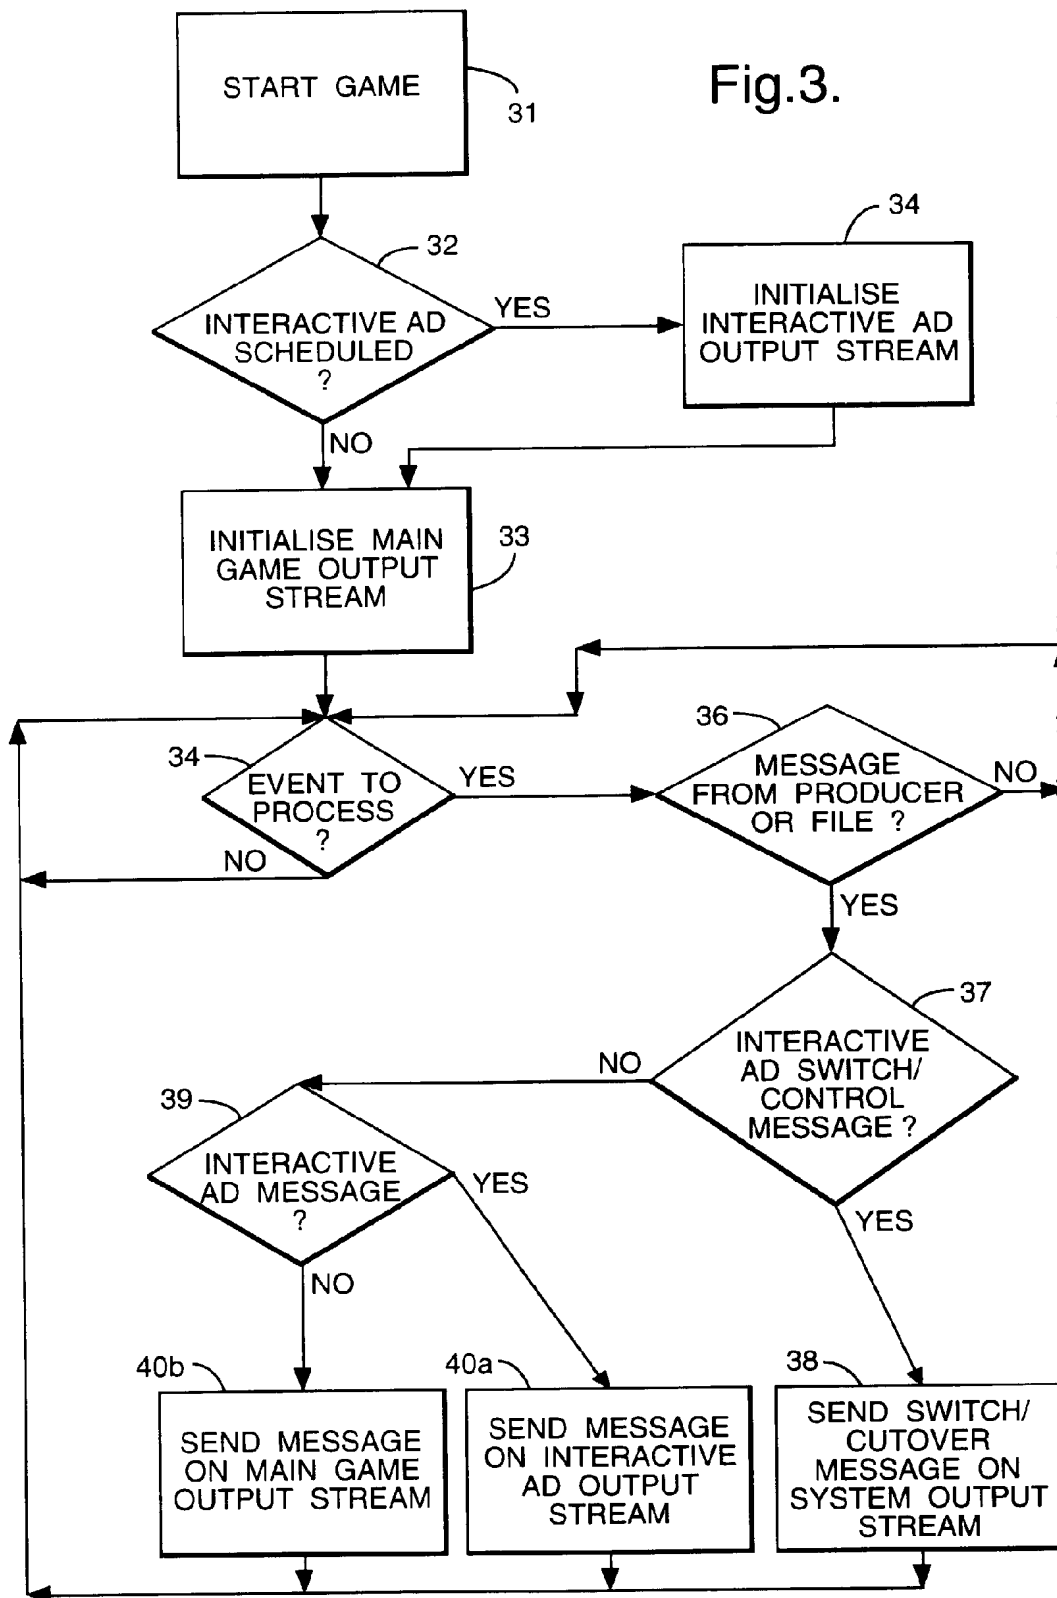 START GAME
31
Fig.3.
32
INTERACTIVE AD
SCHEDULED
?
YES
NO
34
INITIALISE
INTERACTIVE AD
OUTPUT STREAM
INITIALISE MAIN
GAME OUTPUT
STREAM
33
34
EVENT TO
PROCESS
?
YES
NO
36
MESSAGE
FROM PRODUCER
OR FILE ?
NO
YES
37
INTERACTIVE
AD SWITCH/
CONTROL
MESSAGE ?
NO
YES
39
INTERACTIVE
AD MESSAGE
?
YES
NO
40b
SEND MESSAGE
ON MAIN GAME
OUTPUT STREAM
40a
SEND MESSAGE
ON INTERACTIVE
AD OUTPUT
STREAM
38
SEND SWITCH/
CUTOVER
MESSAGE ON
SYSTEM OUTPUT
STREAM